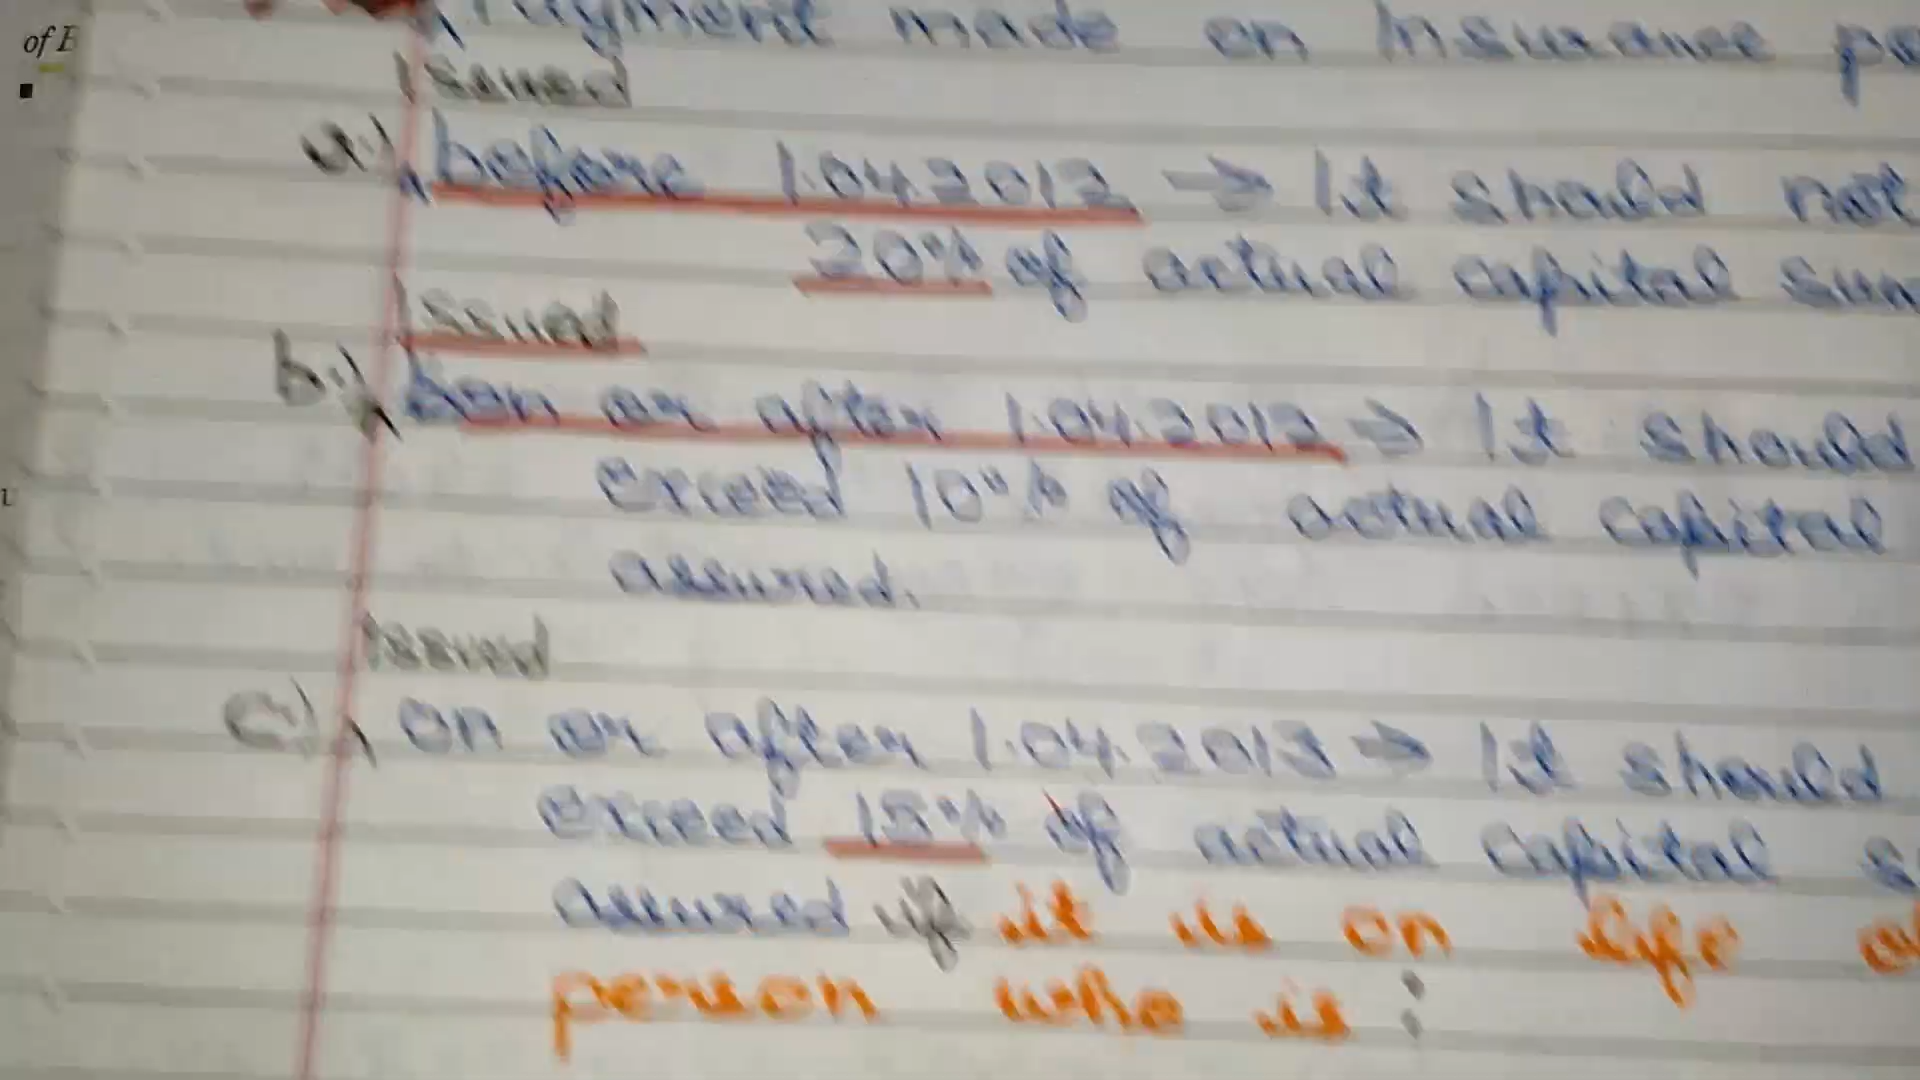 of
Payment made on Insurance
Issued
a) before 1.04.2012 → It should not
20% of actual capital sum
Issued
b) on or after 1.04.2012 → It should
exceed 10% of actual capital
assured.
Issued
c) on or after 1.04.2013 → It should
exceed 15% of actual capital
assured if it is on life of
person who is :